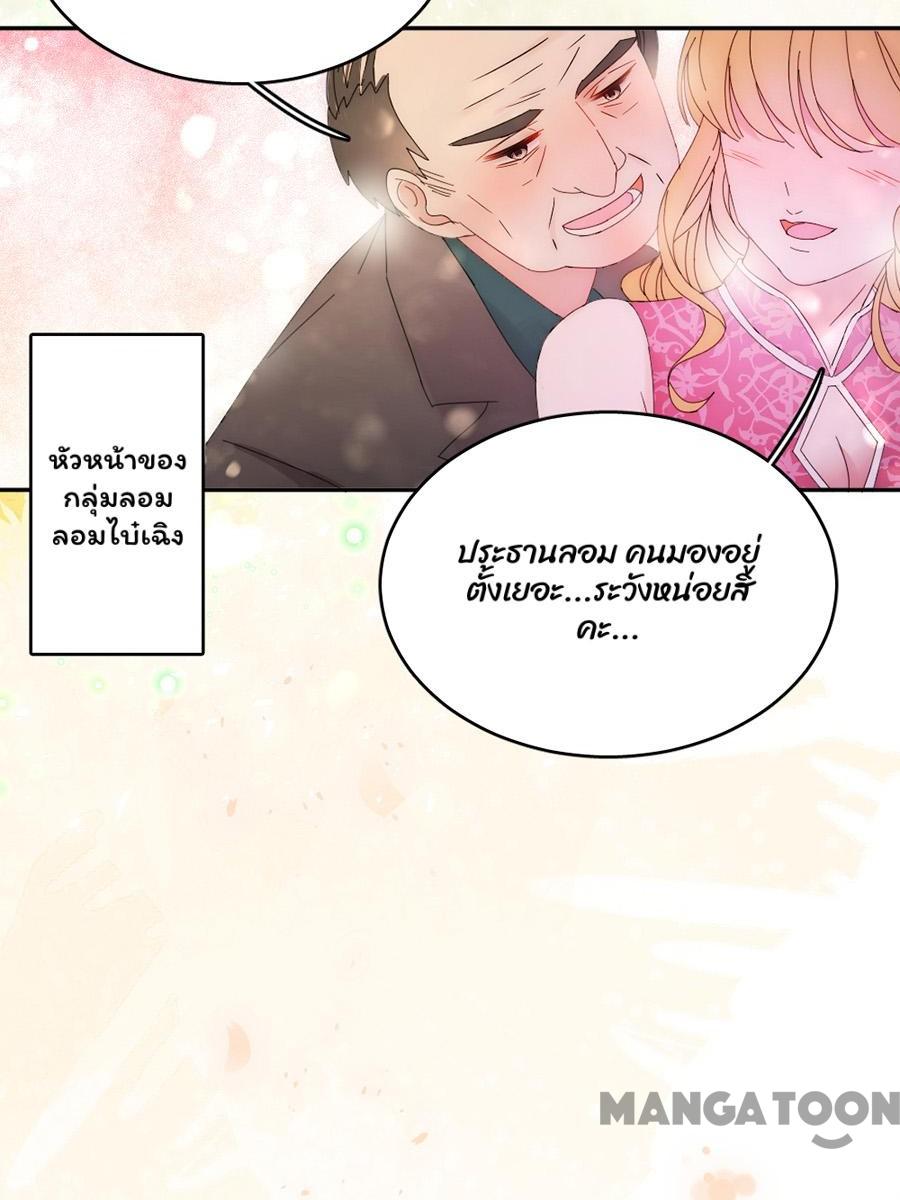 หัวหน้าของ
กลุ่มลอม
ลอมไป๋เฉิง
ประธานลอม คนมองอยู่
ตั้งเยอะ...ระวังหน่อยสิ
คะ...
MANGATOON